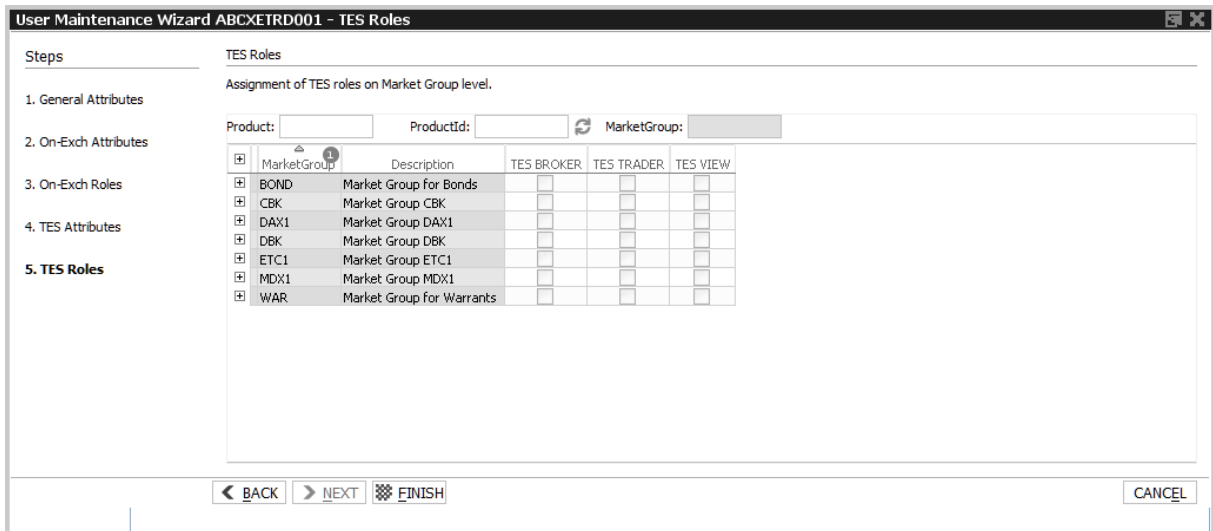 User Maintenance Wizard ABCXETRD001 - TES Roles
Steps
1. General Attributes
2. On-Exch Attributes
3. On-Exch Roles
4. TES Attributes
5. TES Roles
TES Roles
Assignment of TES roles on Market Group level.
Product: ProductId: MarketGroup:
MarketGroup 1 Description TES BROKER TES TRADER TES VIEW
BOND Market Group for Bonds
CBK Market Group CBK
DAX1 Market Group DAX1
DBK Market Group DBK
ETC1 Market Group ETC1
MDX1 Market Group MDX1
WAR Market Group for Warrants
BACK NEXT FINISH CANCEL